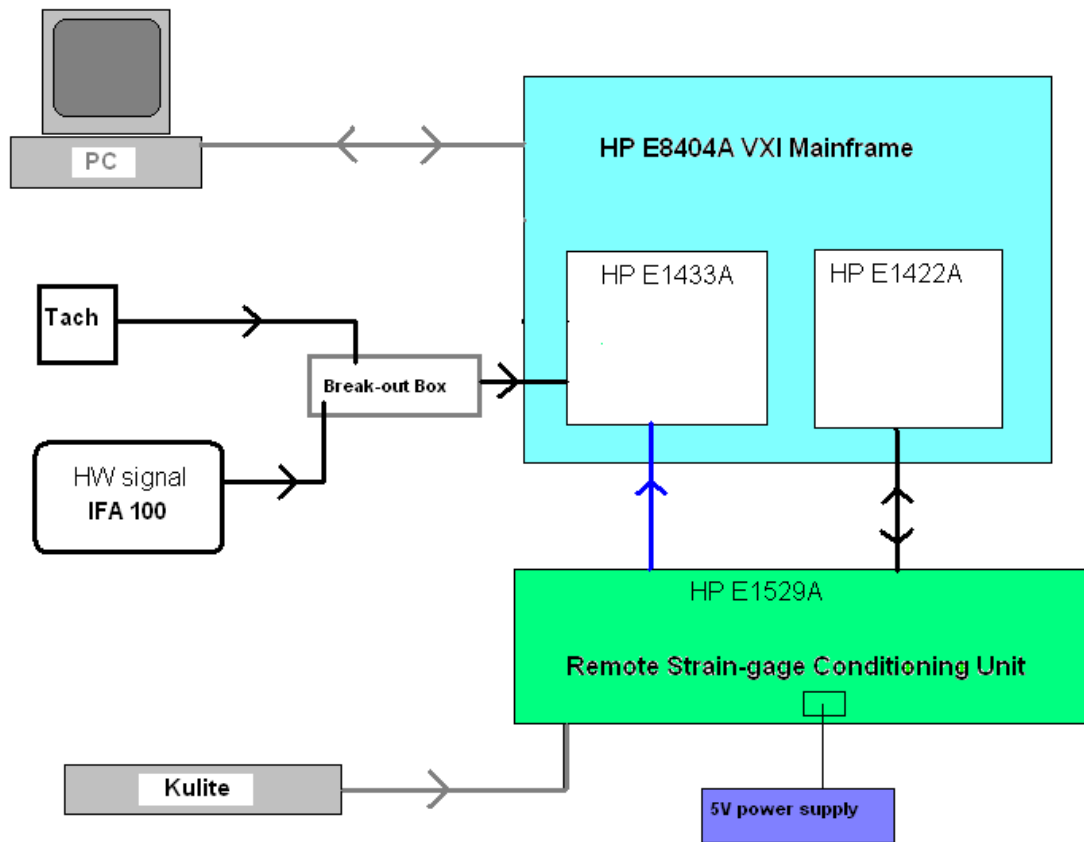 PC
HP E8404A VXI Mainframe
HP E1433A
HP E1422A
Tach
Break-out Box
HW signal
IFA 100
HP E1529A
Remote Strain-gage Conditioning Unit
Kulite
5V power supply